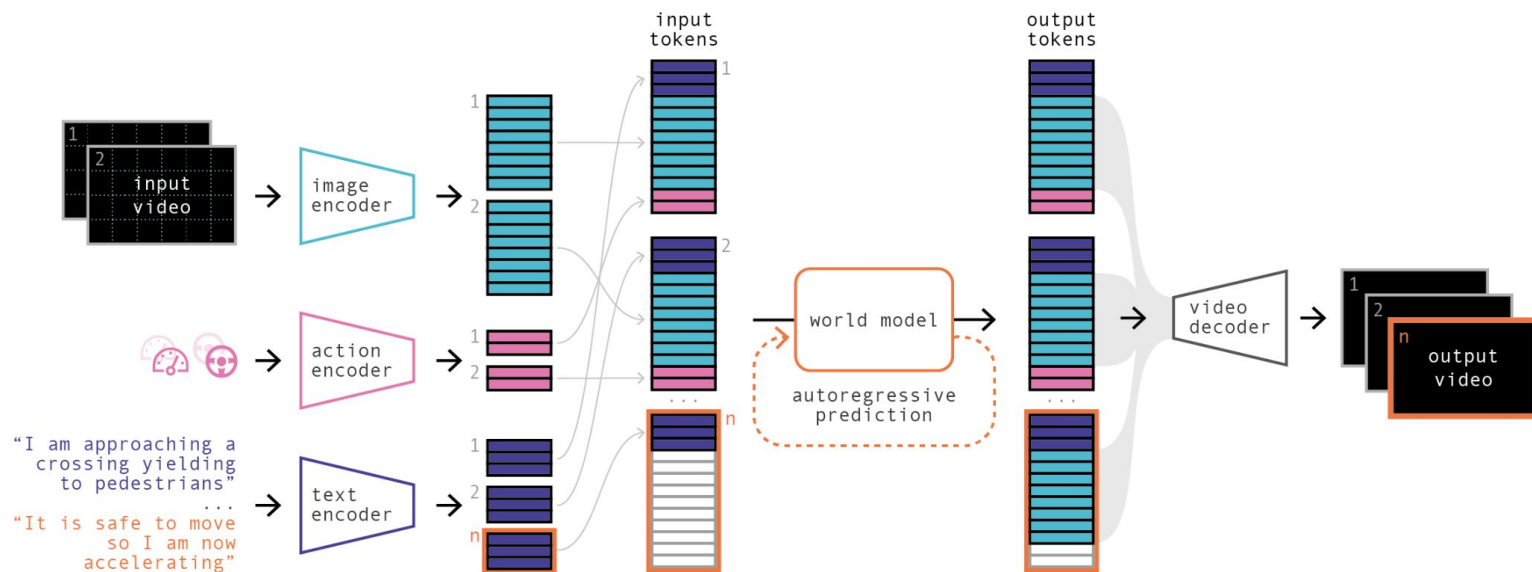 input
tokens
output
tokens
1
2
input
video
image
encoder
1
2
1
2
n
action
encoder
1
2
“I am approaching a
crossing yielding
to pedestrians”
...
“It is safe to move
so I am now
accelerating”
text
encoder
1
2
n
...
world model
autoregressive
prediction
...
video
decoder
1
2
n
output
video